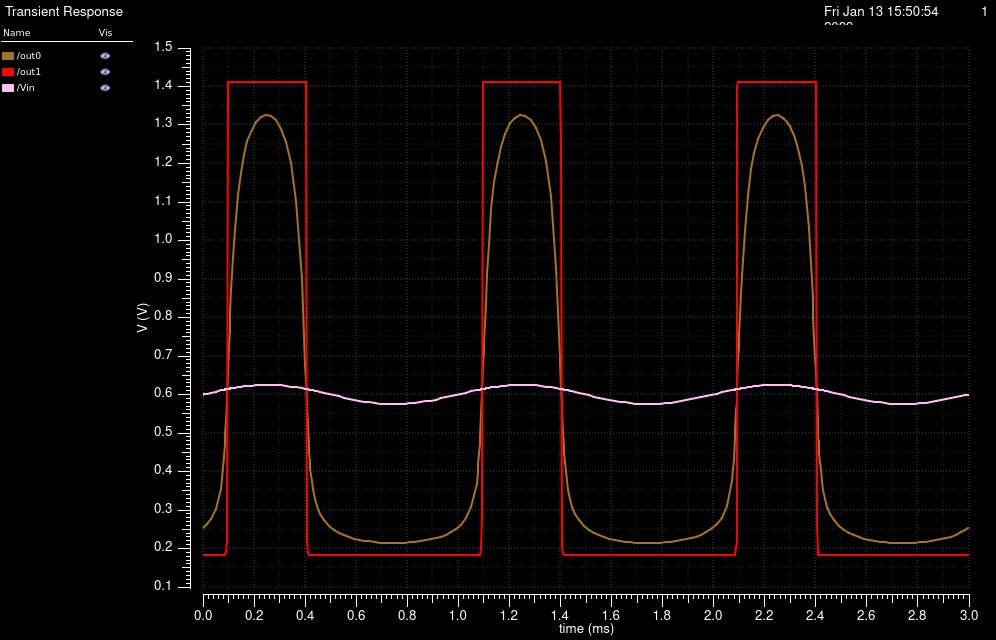 Transient Response
Fri Jan 13 15:50:54 1
Name Vis
/out0
/out1
/Vin
1.5
1.4
1.3
1.2
1.1
1.0
0.9
0.8
0.7
0.6
0.5
0.4
0.3
0.2
0.1
V (V)
0.0 0.2 0.4 0.6 0.8 1.0 1.2 1.4 1.6 1.8 2.0 2.2 2.4 2.6 2.8 3.0
time (ms)